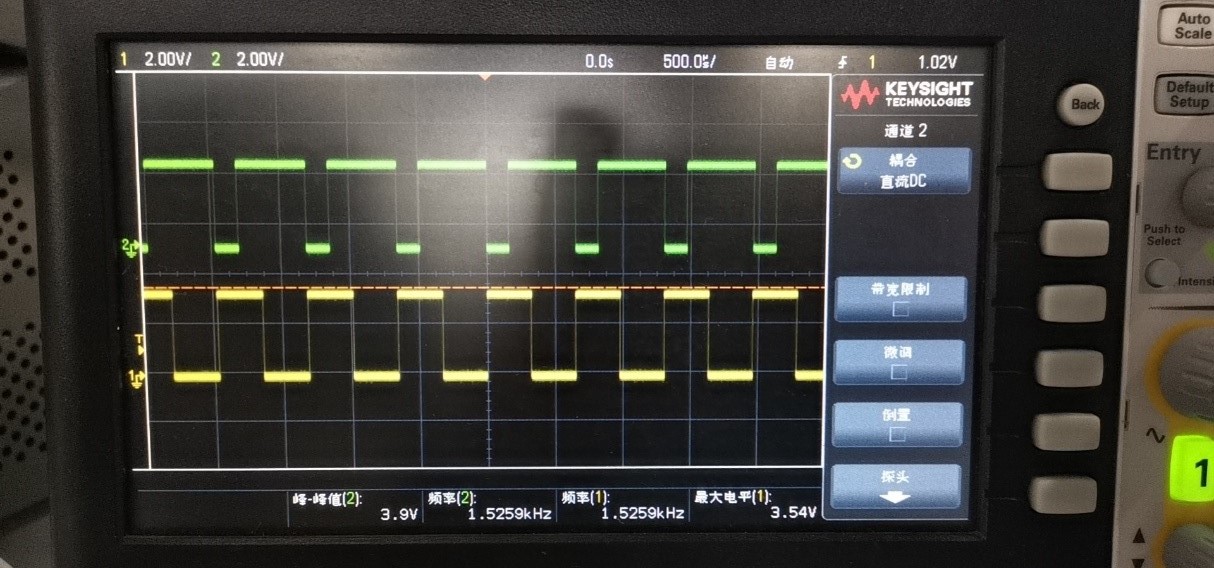 1 2.00V/ 2 2.00V/ 0.0s 500.0㎲/ 自动 1 1.02V
KEYSIGHT
TECHNOLOGIES
通道 2
耦合
直流DC
带宽限制
微调
倒置
探头
2
T
1
峰-峰值(2):
3.9V
频率(2):
1.5259kHz
频率(1):
1.5259kHz
最大电平(1):
3.54V
Auto
Scale
Default
Setup
Back
Entry
Push to
Select
1